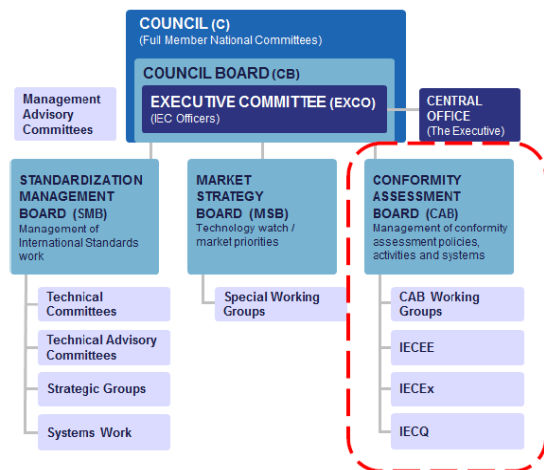 COUNCIL (C)
(Full Member National Committees)
COUNCIL BOARD (CB)
EXECUTIVE COMMITTEE (EXCO)
(IEC Officers)
Management
Advisory
Committees
CENTRAL
OFFICE
(The Executive)
STANDARDIZATION
MANAGEMENT
BOARD (SMB)
Management of
International Standards
work
MARKET
STRATEGY
BOARD (MSB)
Technology watch /
market priorities
CONFORMITY
ASSESSMENT
BOARD (CAB)
Management of conformity
assessment policies,
activities and systems
Technical
Committees
Technical Advisory
Committees
Strategic Groups
Systems Work
Special Working
Groups
CAB Working
Groups
IECEE
IECEx
IECQ